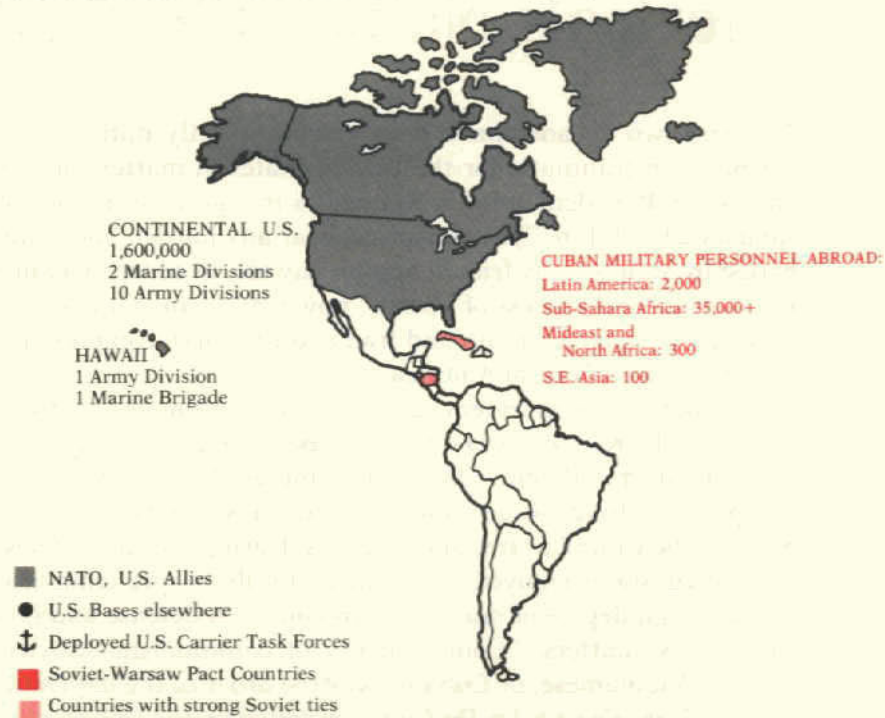 CONTINENTAL U.S.
1,600,000
2 Marine Divisions
10 Army Divisions
HAWAII
1 Army Division
1 Marine Brigade
CUBAN MILITARY PERSONNEL ABROAD:
Latin America: 2,000
Sub-Sahara Africa: 35,000+
Mideast and
North Africa: 300
S.E. Asia: 100
NATO, U.S. Allies
U.S. Bases elsewhere
Deployed U.S. Carrier Task Forces
Soviet-Warsaw Pact Countries
Countries with strong Soviet ties